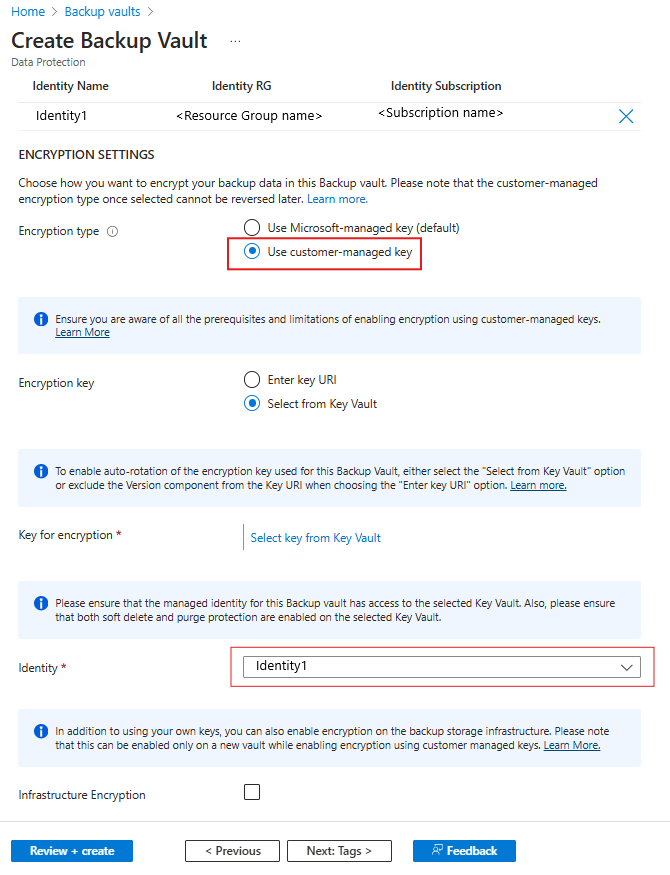 Home > Backup vaults >
Create Backup Vault ...
Data Protection
Identity Name Identity RG Identity Subscription
Identity1 <Resource Group name> <Subscription name>
ENCRYPTION SETTINGS
Choose how you want to encrypt your backup data in this Backup vault. Please note that the customer-managed
encryption type once selected cannot be reversed later. Learn more.
Encryption type
Use Microsoft-managed key (default)
Use customer-managed key
Ensure you are aware of all the prerequisites and limitations of enabling encryption using customer-managed keys.
Learn More
Encryption key
Enter key URI
Select from Key Vault
To enable auto-rotation of the encryption key used for this Backup Vault, either select the "Select from Key Vault" option
or exclude the Version component from the Key URI when choosing the "Enter key URI" option. Learn more.
Key for encryption *
Select key from Key Vault
Please ensure that the managed identity for this Backup vault has access to the selected Key Vault. Also, please ensure
that both soft delete and purge protection are enabled on the selected Key Vault.
Identity *
Identity1
In addition to using your own keys, you can also enable encryption on the backup storage infrastructure. Please note
that this can be enabled only on a new vault while enabling encryption using customer managed keys. Learn More.
Infrastructure Encryption
Review + create < Previous Next: Tags > Feedback